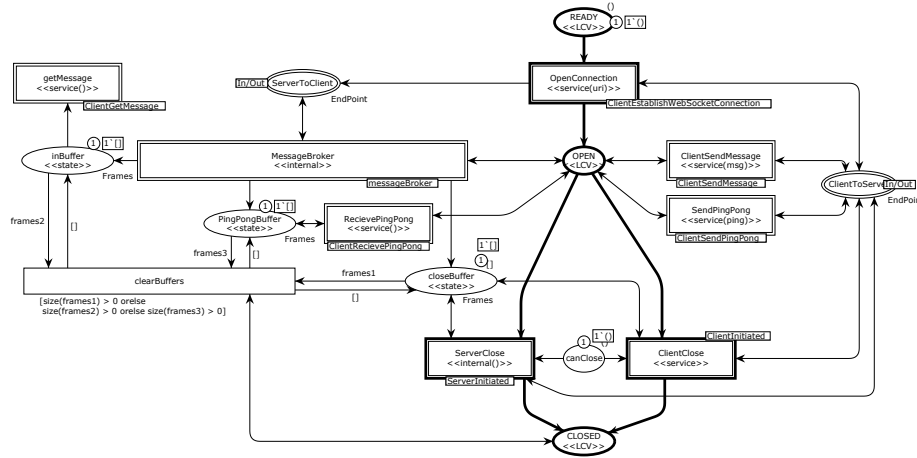 ()
READY
<<LCV>>
1
1`()
getMessage
<<service()>>
ClientGetMessage
In/Out
ServerToClient
EndPoint
OpenConnection
<<service(uri)>>
ClientEstablishWebSocketConnection
1
1`[]
inBuffer
<<state>>
Frames
MessageBroker
<<internal>>
messageBroker
OPEN
<<LCV>>
ClientSendMessage
<<service(msg)>>
ClientSendMessage
ClientToServe
In/Out
EndPoint
frames2
[]
1
1`[]
PingPongBuffer
<<state>>
Frames
RecievePingPong
<<service()>>
ClientRecievePingPong
SendPingPong
<<service(ping)>>
ClientSendPingPong
frames3
[]
1`[]
1
[]
closeBuffer
<<state>>
Frames
frames1
[]
clearBuffers
[size(frames1) > 0 orelse
size(frames2) > 0 orelse size(frames3) > 0]
ServerClose
<<internal()>>
ServerInitiated
1`()
1
()
canClose
ClientInitiated
ClientClose
<<service>>
CLOSED
<<LCV>>